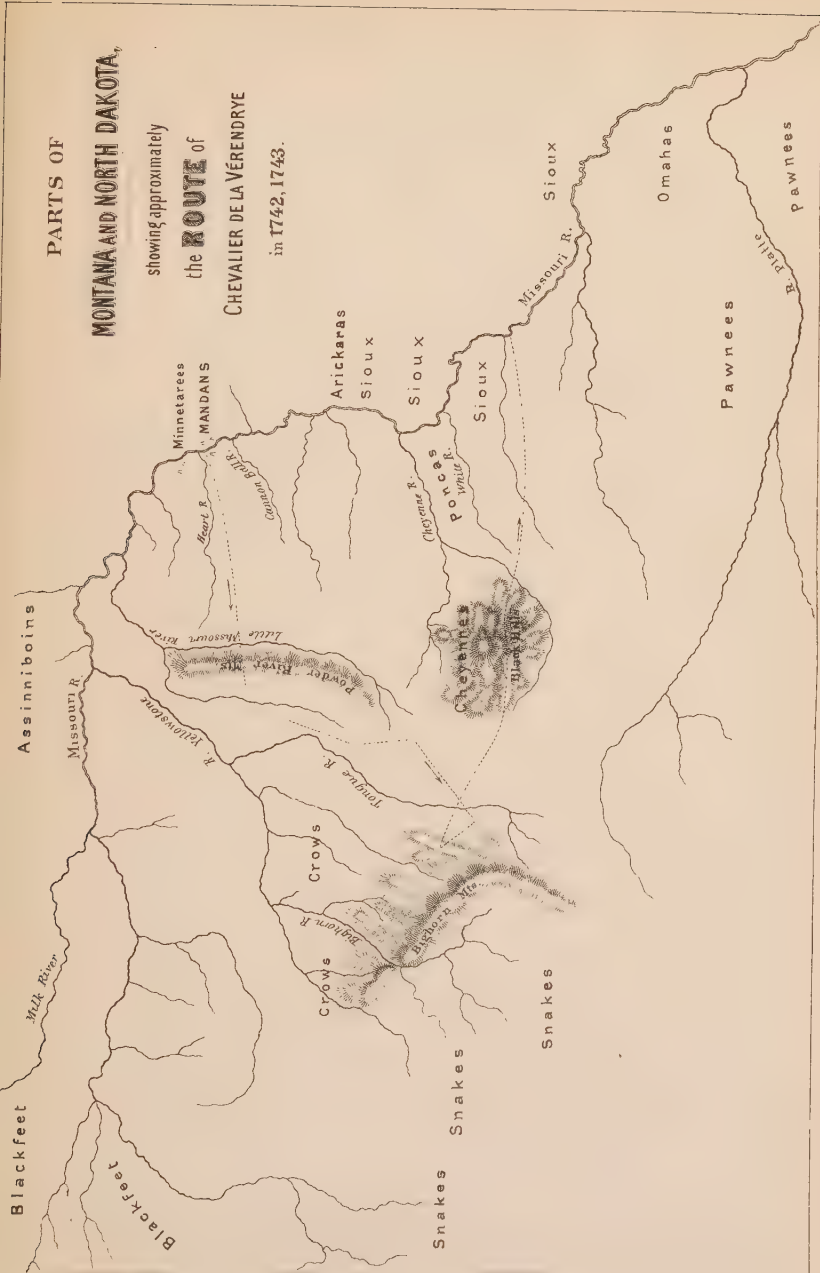 PARTS OF
MONTANA AND NORTH DAKOTA,
showing approximately
the ROUTE of
CHEVALIER DE LA VÉRENDRYE
in 1742, 1743.
Blackfeet
Milk River
Assinniboins
Missouri R.
Blackfeet
R. Yellowstone
Little Missouri River
Powder River Mts
Heart R
Minnetarees
MANDANS
Cannon Ball R.
Arickaras
Sioux
Sioux
Tongue R.
Crows
Bighorn R
Crows
Bighorn Mts.
Cheyenne R.
Poncas
White R.
Sioux
Cheyennes
Black Hills
Missouri R.
Sioux
Snakes
Snakes
Snakes
Omahas
R. Platte
Pawnees
Pawnees